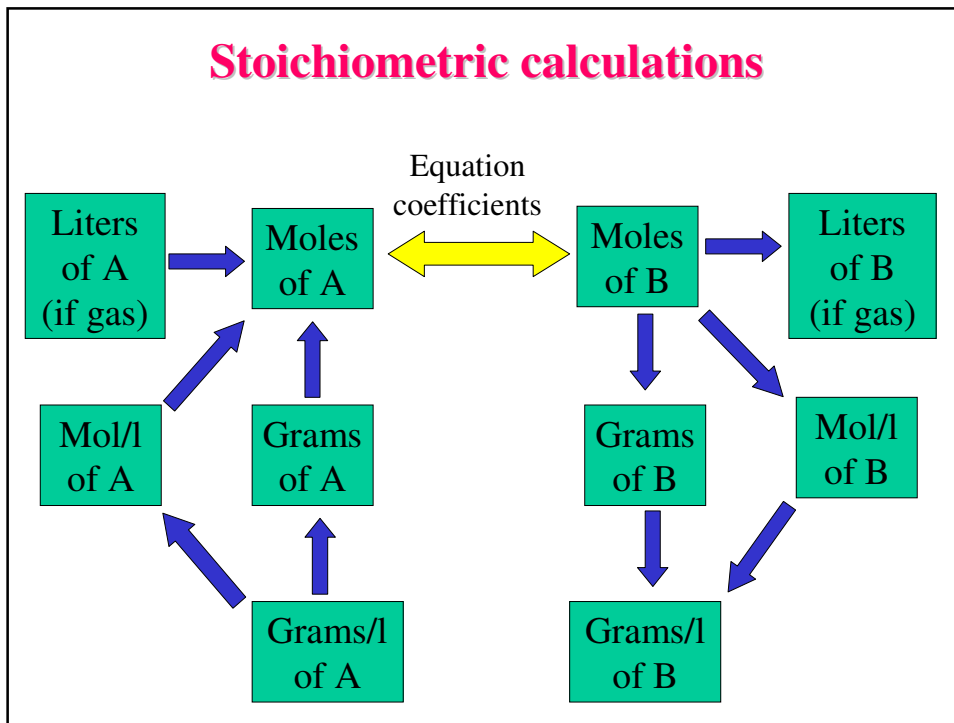 Stoichiometric calculations
Equation
coefficients
Liters
of A
(if gas)
Moles
of A
Moles
of B
Liters
of B
(if gas)
Mol/l
of A
Grams
of A
Grams
of B
Mol/l
of B
Grams/l
of A
Grams/l
of B